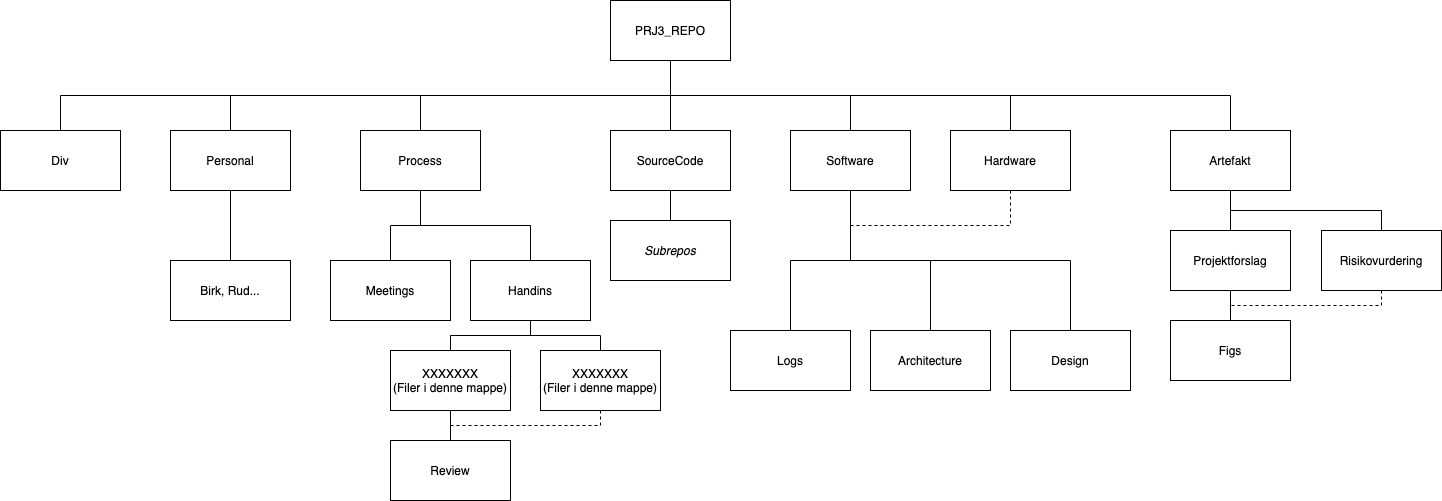 PRJ3_REPO
Div
Personal
Process
SourceCode
Software
Hardware
Artefakt
Subrepos
Projektforslag
Risikovurdering
Birk, Rud...
Meetings
Handins
Logs
Architecture
Design
Figs
XXXXXXX
(Filer i denne mappe)
XXXXXXX
(Filer i denne mappe)
Review